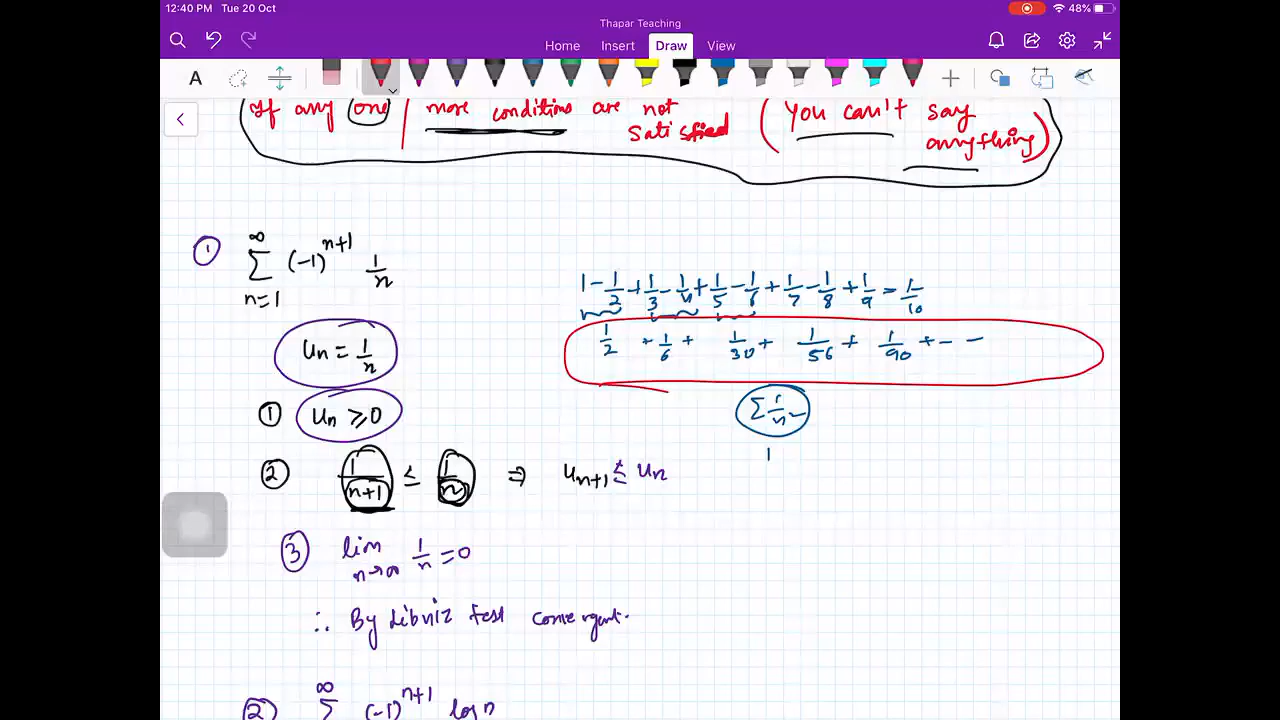 12:40 PM Tue 20 Oct
48%
Thapar Teaching
Home Insert Draw View
A
If any one / more conditions are not satisfied (You can't say anything)
① ∞ Σ n=1 (-1)^{n+1} 1/n
1 - 1/2 + 1/3 - 1/4 + 1/5 - 1/6 + 1/7 - 1/8 + 1/9 - 1/10
un = 1/n
1/2 + 1/6 + 1/30 + 1/56 + 1/90 + - -
① un ≥ 0
Σ 1/n
② 1/(n+1) ≤ 1/n ⇒ u_{n+1} ≤ un
③ lim n→∞ 1/n = 0
∴ By Libniz test convergent.
② ∞ Σ (-1)^{n+1} log n